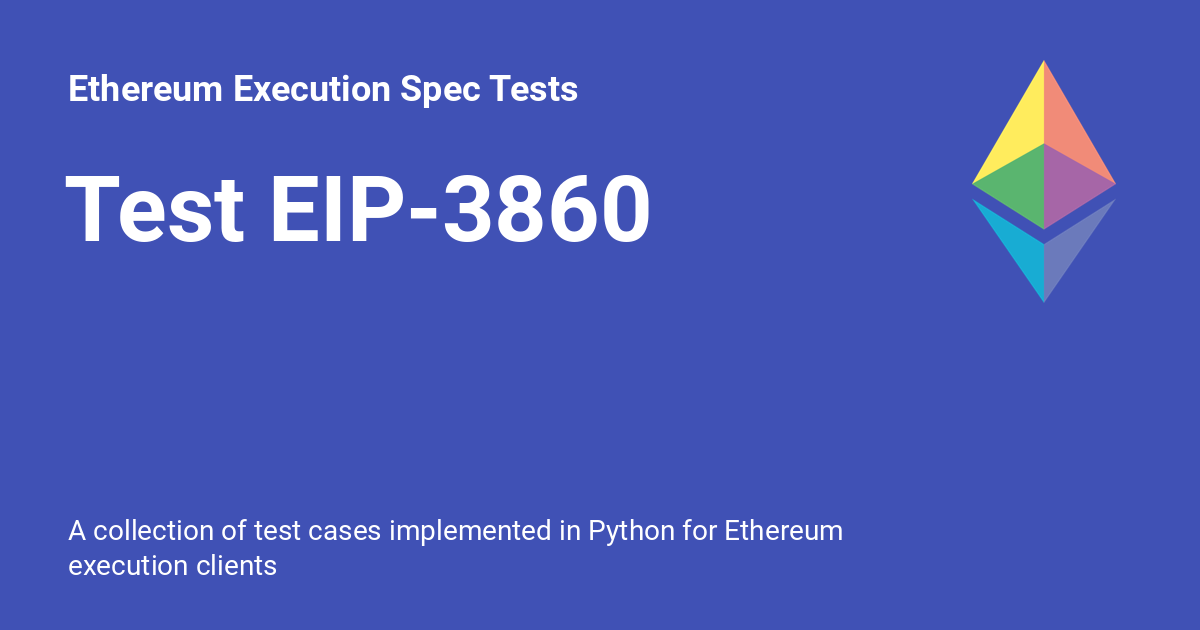 Ethereum Execution Spec Tests
Test EIP-3860
A collection of test cases implemented in Python for Ethereum
execution clients